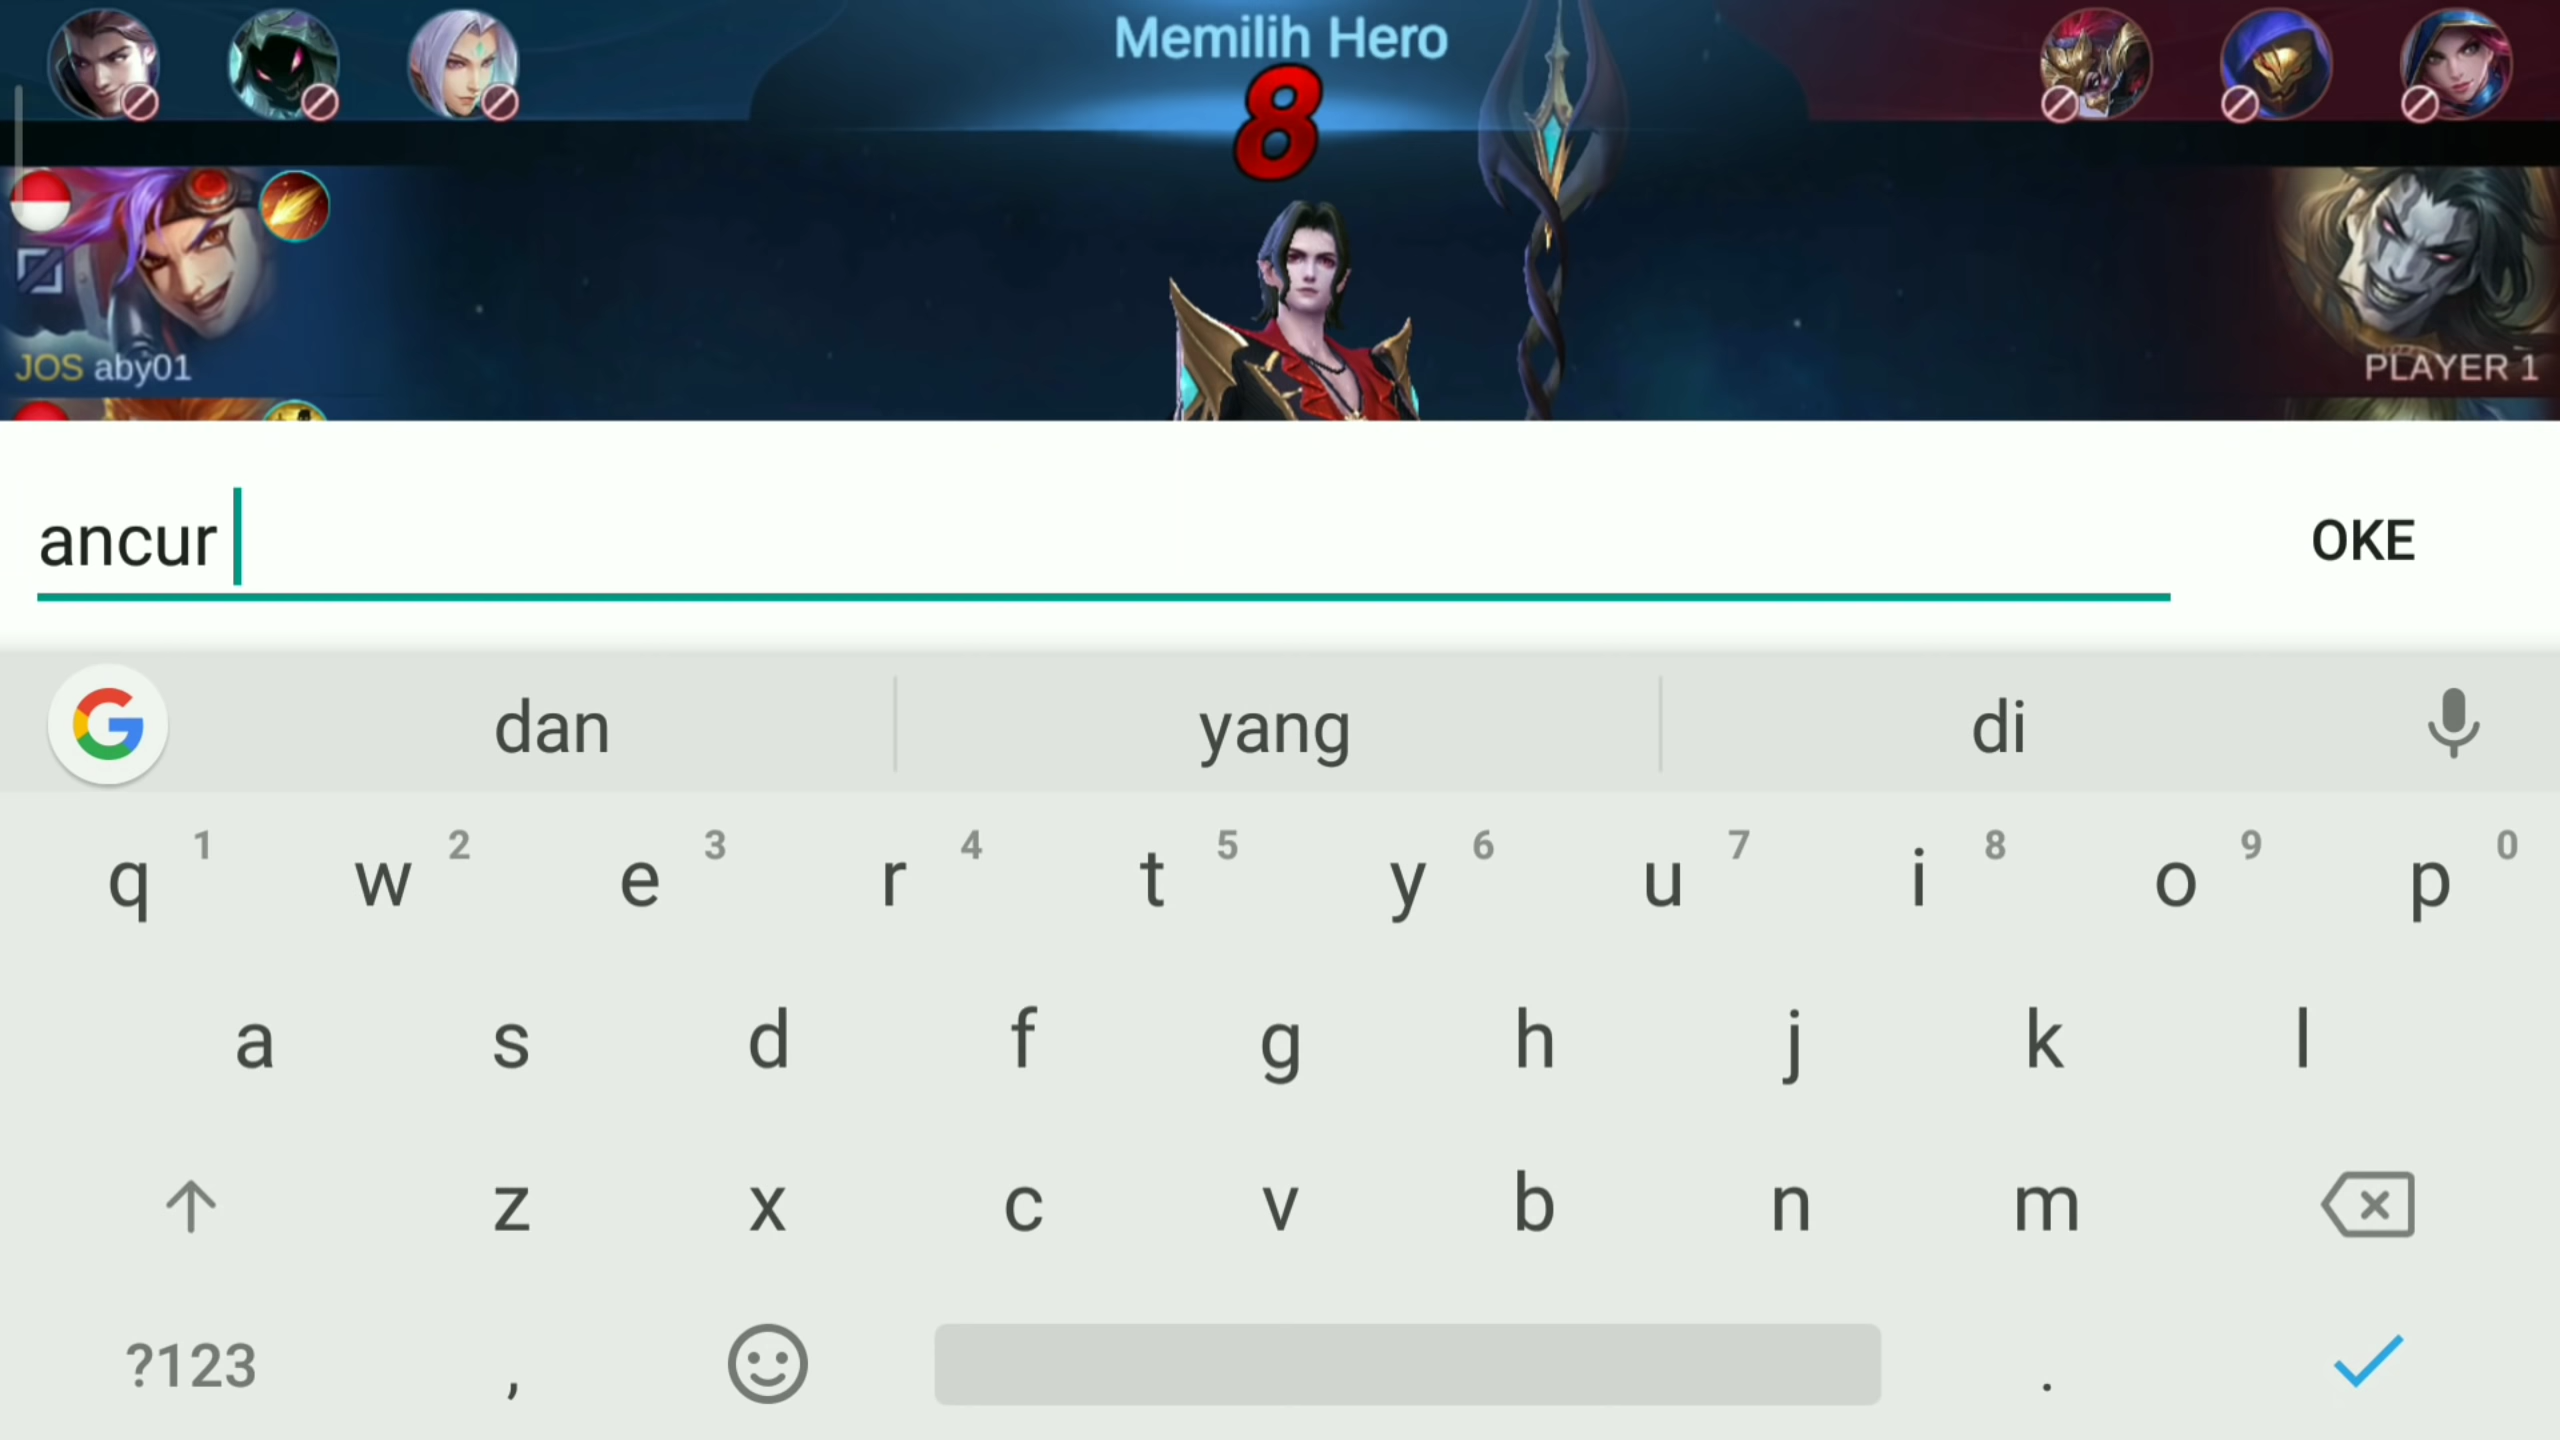 Memilih Hero
8
JOS aby01
PLAYER 1
ancur
OKE
dan yang di
q 1 w 2 e 3 r 4 t 5 y 6 u 7 i 8 o 9 p 0
a s d f g h j k l
z x c v b n m
?123 , .